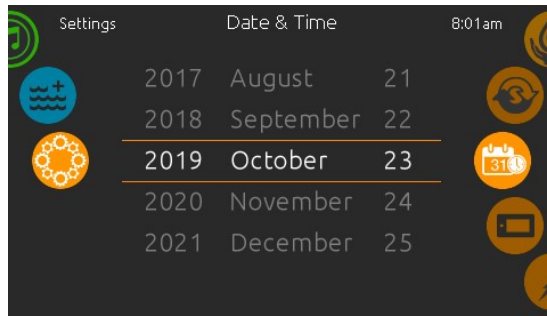 Settings Date & Time 8:01am
2017 August 21
2018 September 22
2019 October 23
31
2020 November 24
2021 December 25